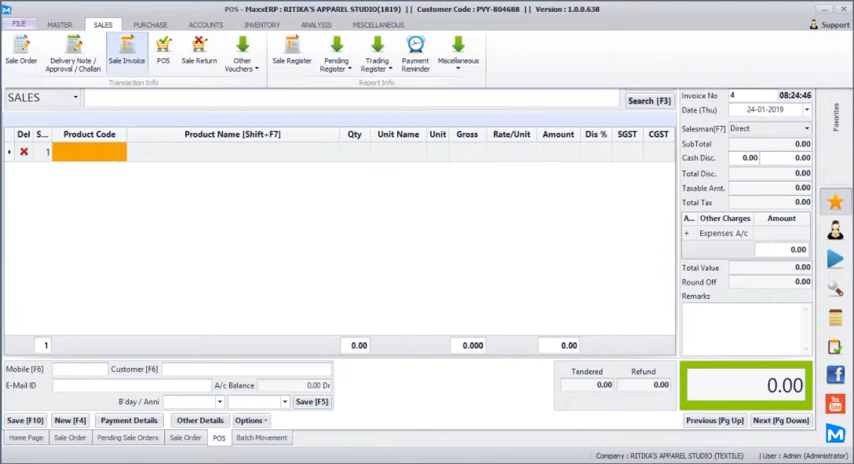 POS - MaxxERP : RITIKA'S APPAREL STUDIO(1819) || Customer Code : PVY-804688 || Version : 1.0.0.638
FILE MASTER SALES PURCHASE ACCOUNTS INVENTORY ANALYSIS MISCELLANEOUS Support
Sale Order Delivery Note / Approval / Challan Sale Invoice POS Sale Return Other Vouchers Sale Register Pending Register Trading Register Payment Reminder Miscellaneous
Transaction Info Report Info
SALES Search [F3]
Invoice No 4 08:24:46
Date (Thu) 24-01-2019
Favorites
Del S... Product Code Product Name [Shift+F7] Qty Unit Name Unit Gross Rate/Unit Amount Dis % SGST CGST
1
Salesman[F7] Direct
SubTotal 0.00
Cash Disc. 0.00 0.00
Total Disc. 0.00
Taxable Amt. 0.00
Total Tax 0.00
A... Other Charges Amount
+ Expenses A/c
0.00
Total Value 0.00
Round Off 0.00
Remarks
1 0.00 0.000 0.00
Mobile [F6] Customer [F6]
E-Mail ID A/c Balance 0.00 Dr
B'day / Anni Save [F5]
Tendered Refund
0.00 0.00
0.00
Save [F10] New [F4] Payment Details Other Details Options Previous [Pg Up] Next [Pg Down]
Home Page Sale Order Pending Sale Orders Sale Order POS Batch Movement
Company : RITIKA'S APPAREL STUDIO (TEXTILE) | User : Admin (Administrator)